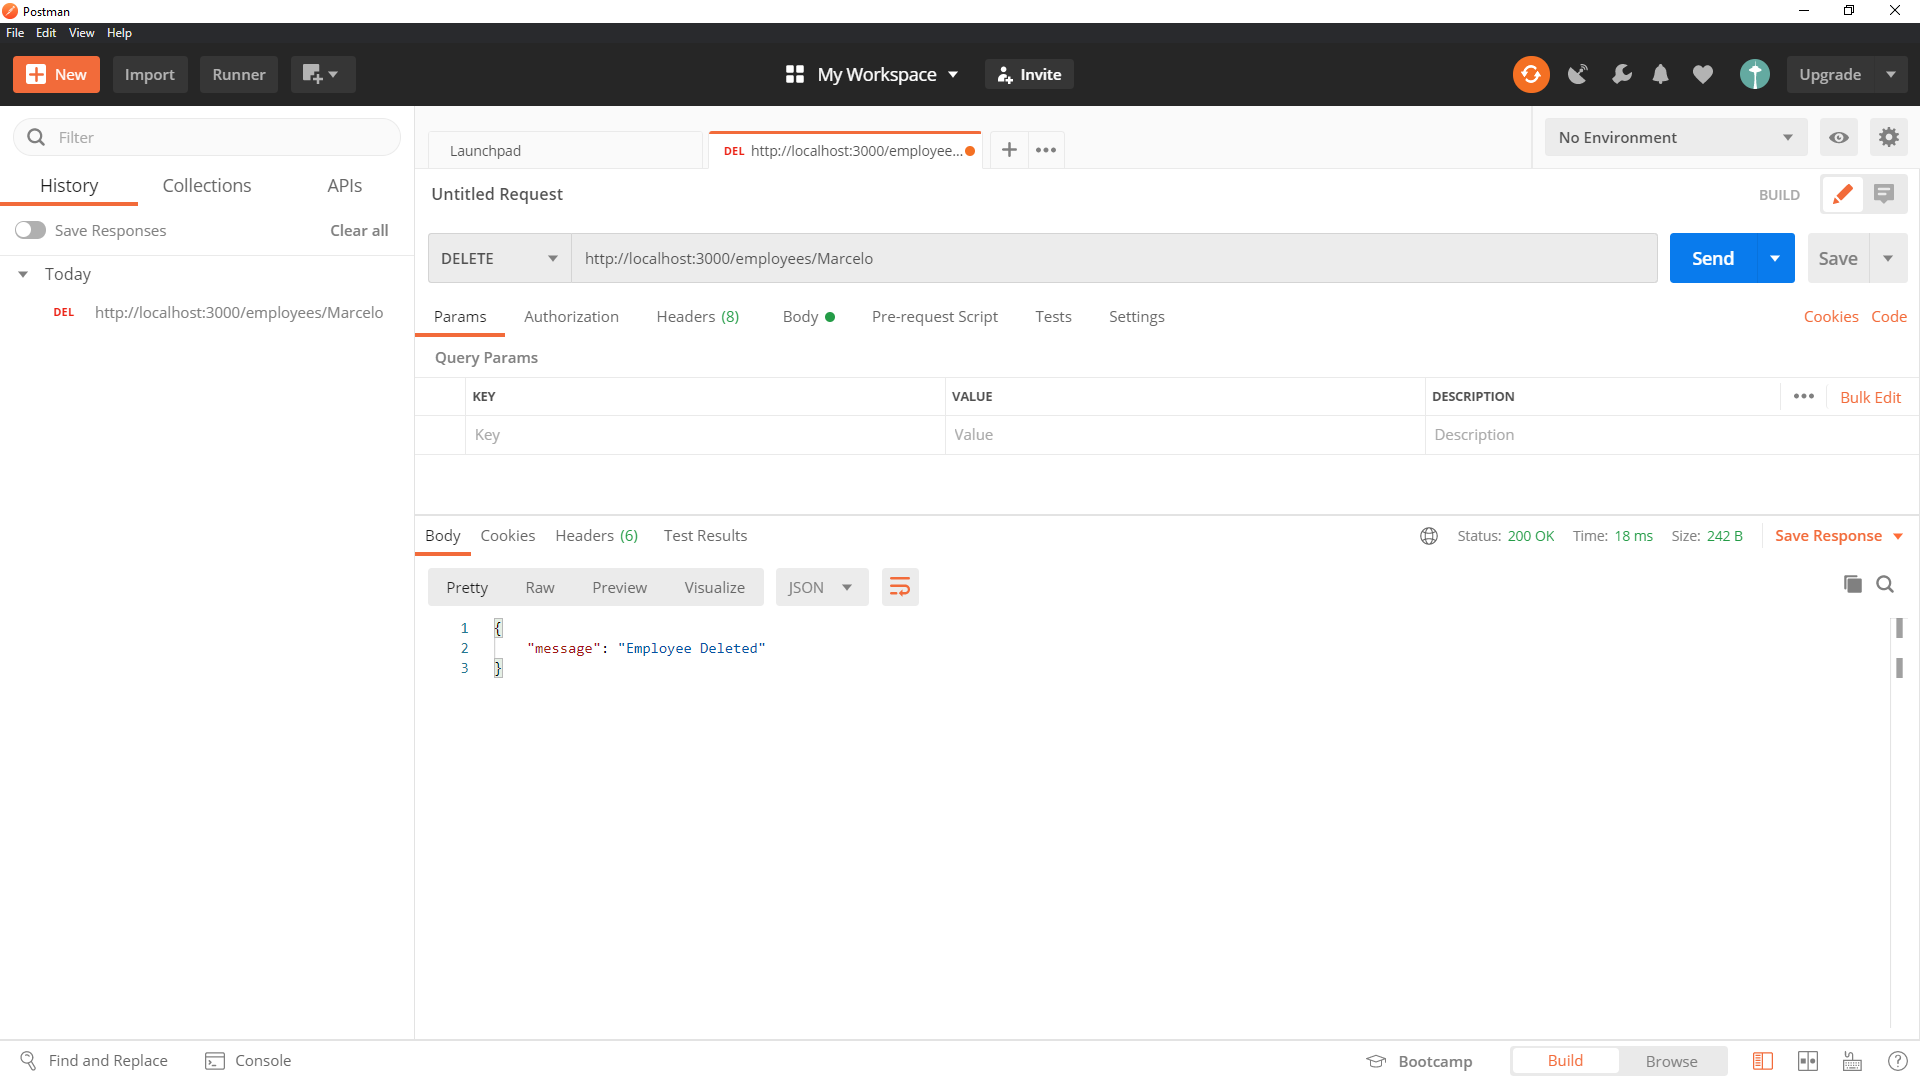 Postman
File Edit View Help
New Import Runner My Workspace Invite Upgrade
Filter
History Collections APIs
Save Responses Clear all
Today
DEL http://localhost:3000/employees/Marcelo
Launchpad DEL http://localhost:3000/employee... No Environment
Untitled Request BUILD
DELETE http://localhost:3000/employees/Marcelo Send Save
Params Authorization Headers (8) Body Pre-request Script Tests Settings Cookies Code
Query Params
KEY VALUE DESCRIPTION Bulk Edit
Key Value Description
Body Cookies Headers (6) Test Results Status: 200 OK Time: 18 ms Size: 242 B Save Response
Pretty Raw Preview Visualize JSON
1 {
2 "message": "Employee Deleted"
3 }
Find and Replace Console Bootcamp Build Browse